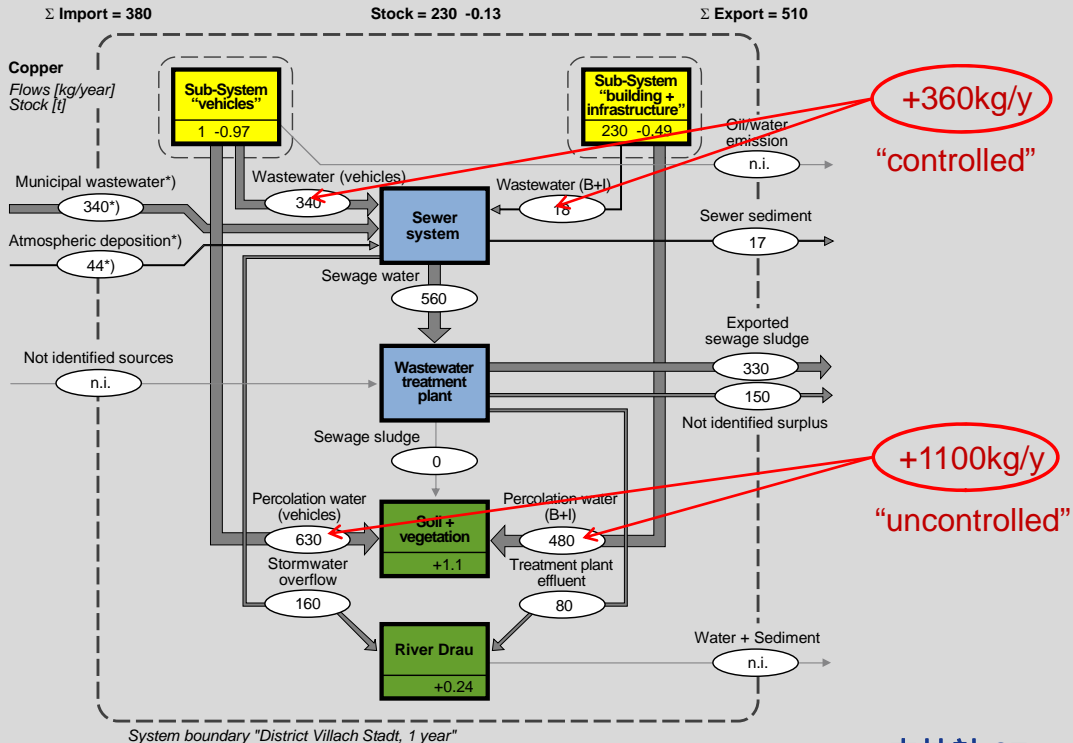 Σ Import = 380
Stock = 230 -0.13
Σ Export = 510
Copper
Flows [kg/year]
Stock [t]
Sub-System
"vehicles"
1 -0.97
Sub-System
"building +
infrastructure"
230 -0.49
+360kg/y
“controlled”
Oil/water
emission
n.i.
Municipal wastewater*)
340*)
Wastewater (vehicles)
340
Wastewater (B+I)
18
Sewer
system
Sewer sediment
17
Atmospheric deposition*)
44*)
Sewage water
560
Not identified sources
n.i.
Wastewater
treatment
plant
Exported
sewage sludge
330
150
Not identified surplus
Sewage sludge
0
+1100kg/y
“uncontrolled”
Percolation water
(vehicles)
630
Soil +
vegetation
+1.1
Percolation water
(B+I)
480
Stormwater
overflow
160
Treatment plant
effluent
80
River Drau
+0.24
Water + Sediment
n.i.
System boundary "District Villach Stadt, 1 year"